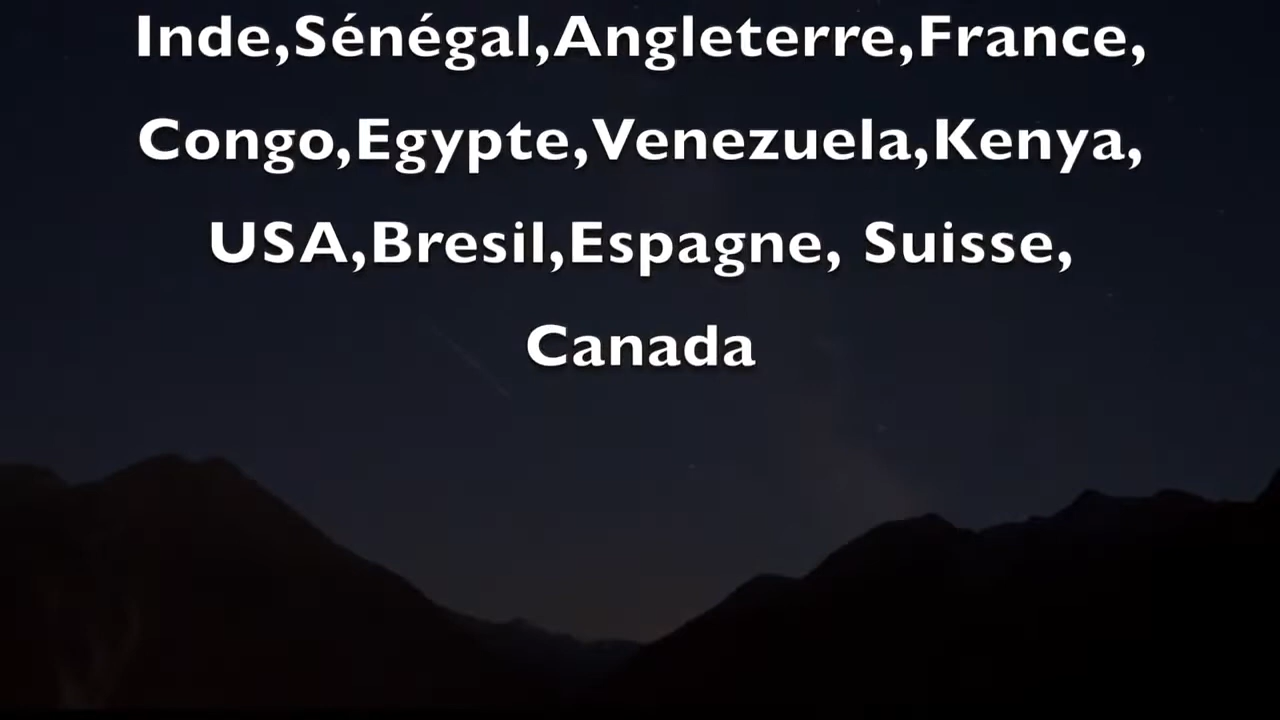 Inde,Sénégal,Angleterre,France,
Congo,Egypte,Venezuela,Kenya,
USA,Bresil,Espagne, Suisse,
Canada